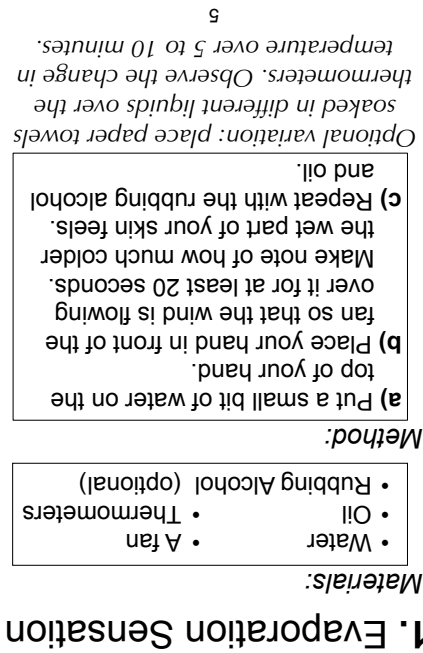 1. Evaporation Sensation
Materials:
• Water • A fan
• Oil • Thermometers
• Rubbing Alcohol (optional)
Method:
a) Put a small bit of water on the
top of your hand.
b) Place your hand in front of the
fan so that the wind is flowing
over it for at least 20 seconds.
Make note of how much colder
the wet part of your skin feels.
c) Repeat with the rubbing alcohol
and oil.
Optional variation: place paper towels
soaked in different liquids over the
thermometers. Observe the change in
temperature over 5 to 10 minutes.
5